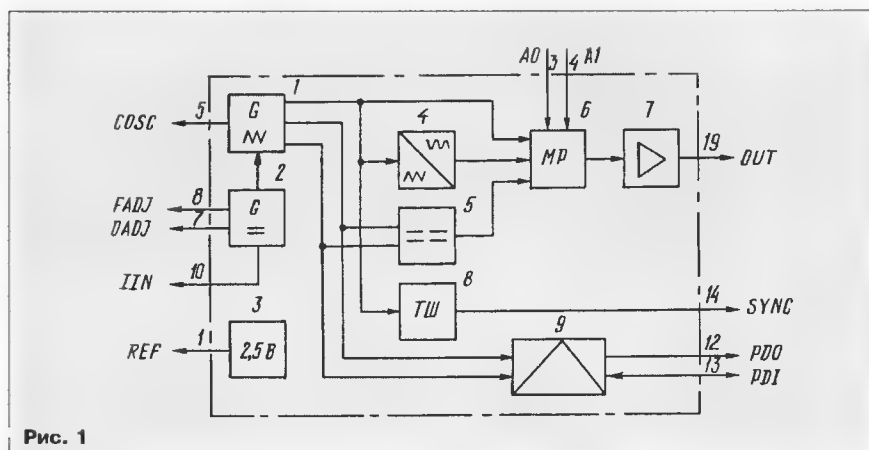 A0 3 4 A1
1
COSC 5 G
4
6
7
MP
19
OUT
2
FADJ 8 G
DADJ 7
5
IIN 10
8
ТШ
14
SYNC
3
REF 1 2,5 В
9
12
PDO
13
PDI
Рис. 1